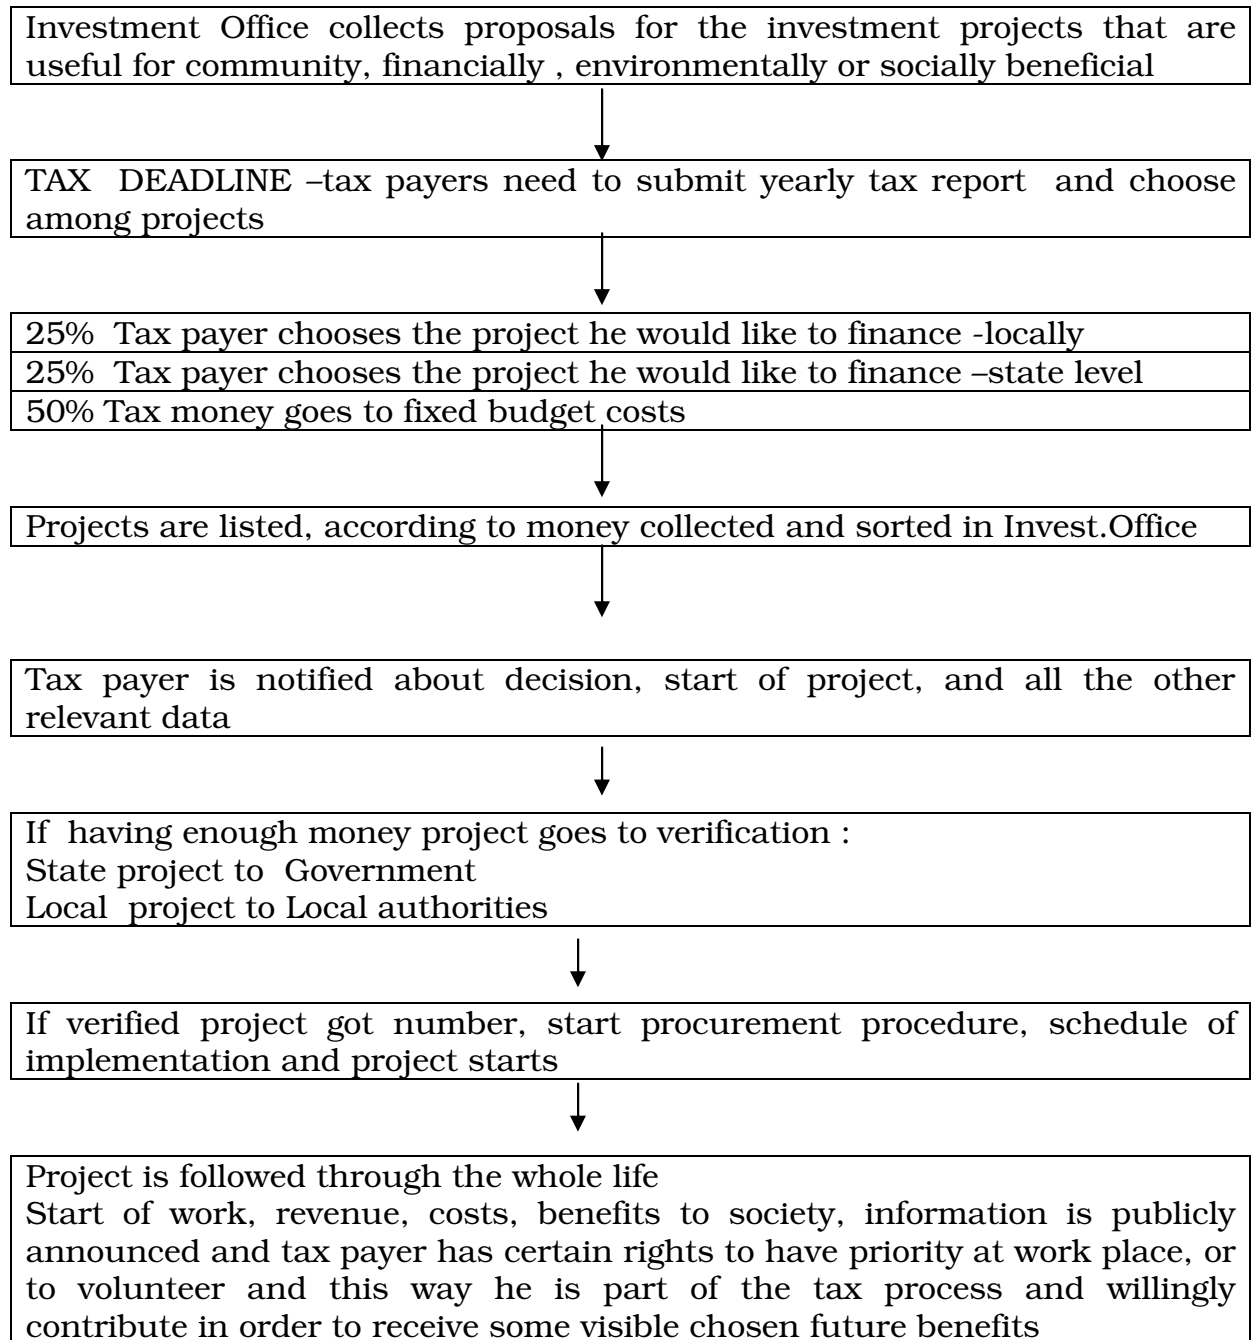 Investment Office collects proposals for the investment projects that are
useful for community, financially , environmentally or socially beneficial
TAX DEADLINE –tax payers need to submit yearly tax report and choose
among projects
25% Tax payer chooses the project he would like to finance -locally
25% Tax payer chooses the project he would like to finance –state level
50% Tax money goes to fixed budget costs
Projects are listed, according to money collected and sorted in Invest.Office
Tax payer is notified about decision, start of project, and all the other
relevant data
If having enough money project goes to verification :
State project to Government
Local project to Local authorities
If verified project got number, start procurement procedure, schedule of
implementation and project starts
Project is followed through the whole life
Start of work, revenue, costs, benefits to society, information is publicly
announced and tax payer has certain rights to have priority at work place, or
to volunteer and this way he is part of the tax process and willingly
contribute in order to receive some visible chosen future benefits